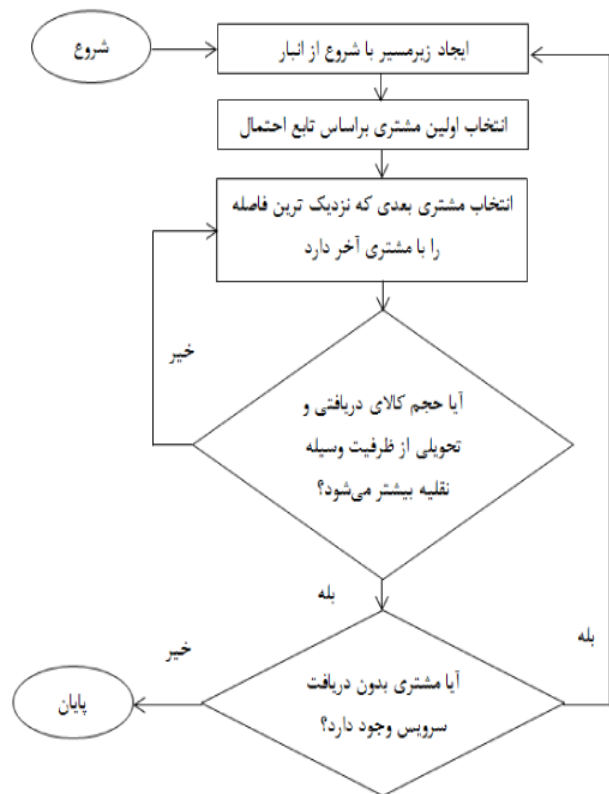 شروع
ایجاد زیرمسیر با شروع از انبار
انتخاب اولین مشتری براساس تابع احتمال
انتخاب مشتری بعدی که نزدیک ترین فاصله
را با مشتری آخر دارد
خیر
آیا حجم کالای دریافتی و
تحویلی از ظرفیت وسیله
نقلیه بیشتر می‌شود؟
بله
خیر
بله
آیا مشتری بدون دریافت
سرویس وجود دارد؟
پایان